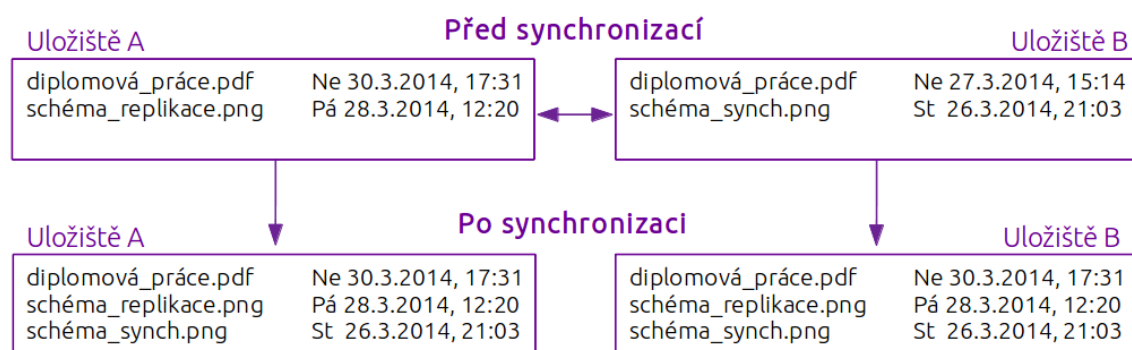 Před synchronizací
Uložiště A
Uložiště B
diplomová_práce.pdf Ne 30.3.2014, 17:31
schéma_replikace.png Pá 28.3.2014, 12:20
diplomová_práce.pdf Ne 27.3.2014, 15:14
schéma_synch.png St 26.3.2014, 21:03
Po synchronizaci
Uložiště A
Uložiště B
diplomová_práce.pdf Ne 30.3.2014, 17:31
schéma_replikace.png Pá 28.3.2014, 12:20
schéma_synch.png St 26.3.2014, 21:03
diplomová_práce.pdf Ne 30.3.2014, 17:31
schéma_replikace.png Pá 28.3.2014, 12:20
schéma_synch.png St 26.3.2014, 21:03